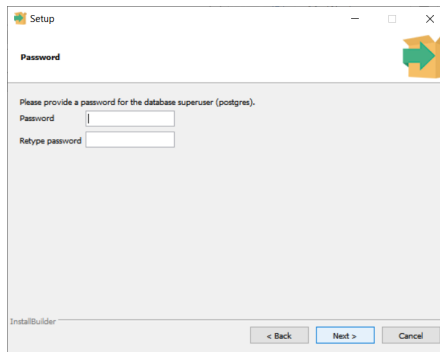 Setup
Password
Please provide a password for the database superuser (postgres).
Password
Retype password
InstallBuilder
< Back Next > Cancel